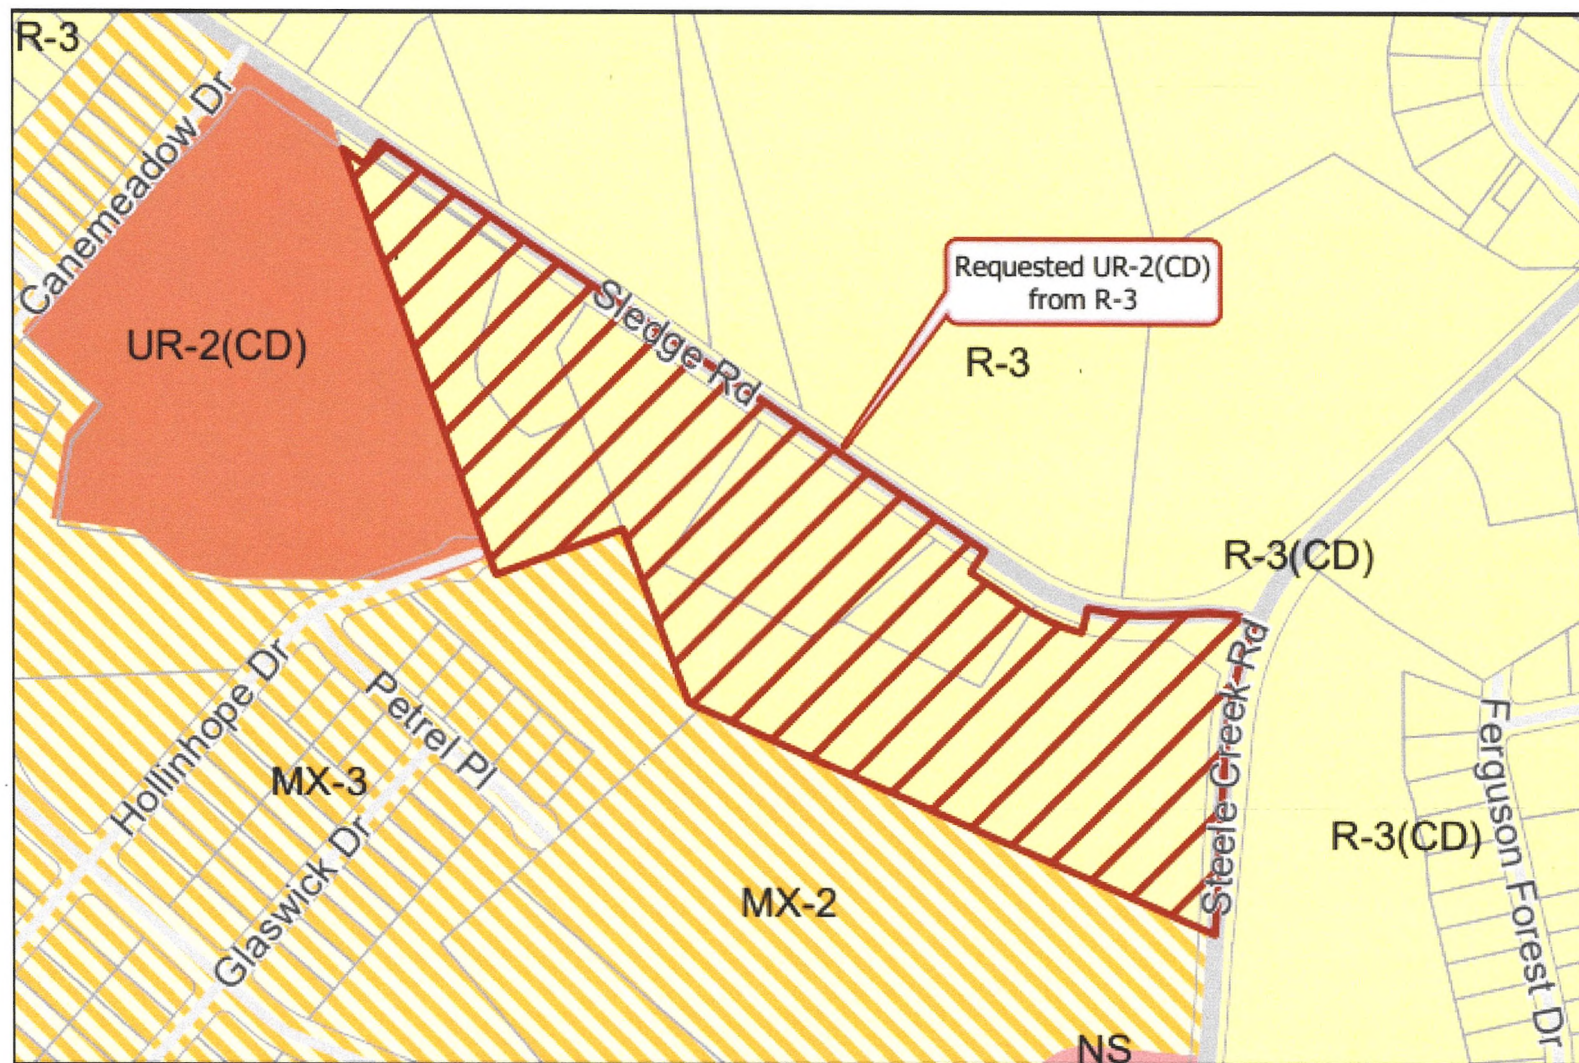 R-3
Canemeadow Dr
UR-2(CD)
Sledge Rd
Requested UR-2(CD)
from R-3
R-3
R-3(CD)
Steele Creek Rd
Hollinhope Dr
Petrel Pl
MX-3
Glaswick Dr
MX-2
R-3(CD)
Ferguson Forest Dr
NS